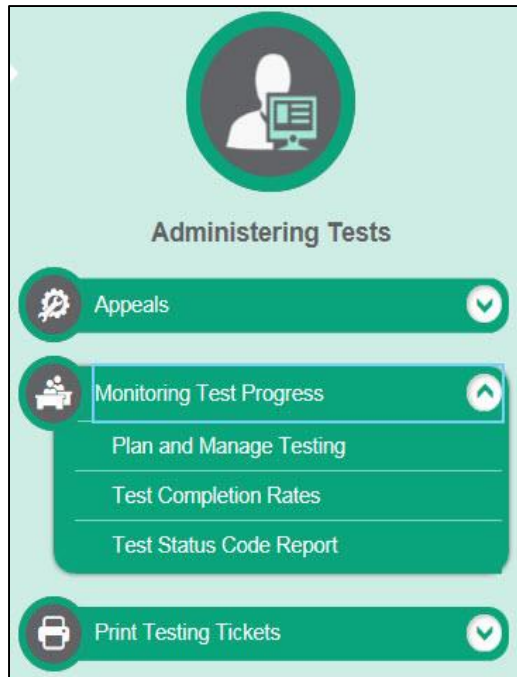 Administering Tests
Appeals
Monitoring Test Progress
Plan and Manage Testing
Test Completion Rates
Test Status Code Report
Print Testing Tickets